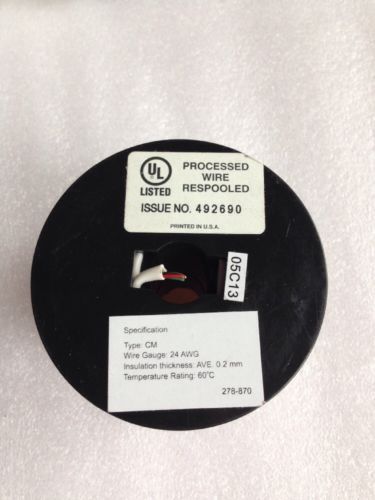 UL
LISTED
PROCESSED
WIRE
RESPOOLED
ISSUE NO. 492690
PRINTED IN U.S.A.
05C13
Specification
Type: CM
Wire Gauge: 24 AWG
Insulation thickness: AVE. 0.2 mm
Temperature Rating: 60°C
278-870